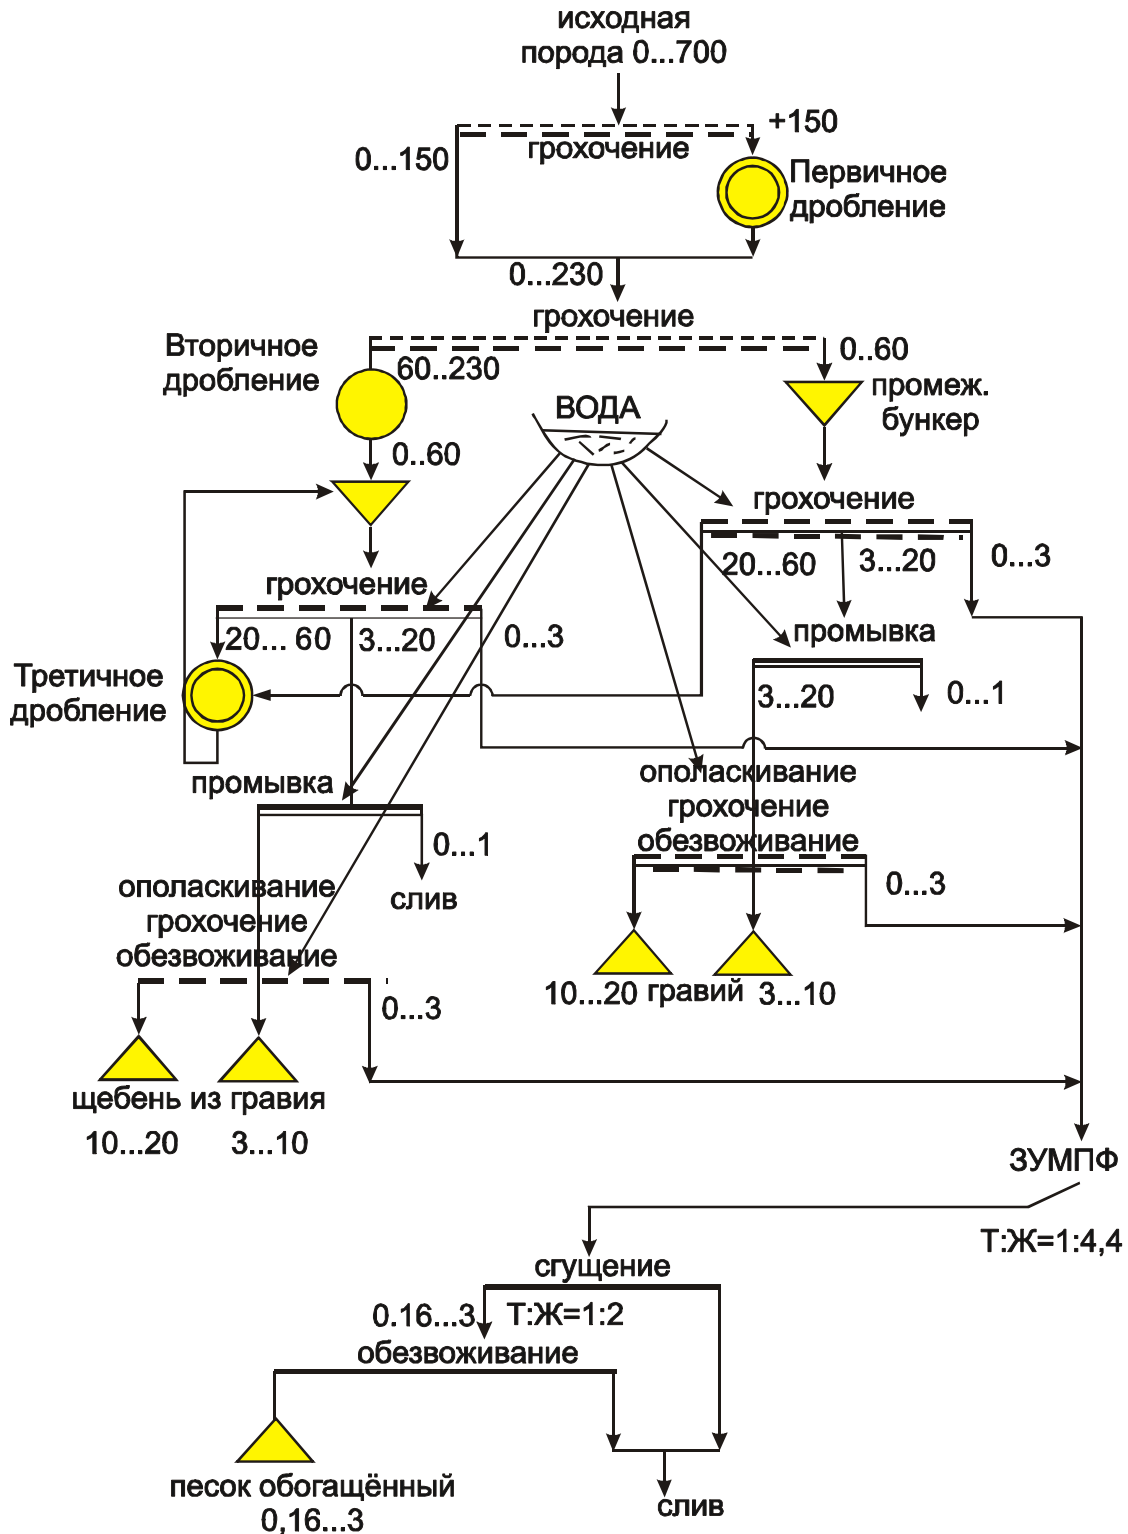 исходная
порода 0...700
+150
грохочение
0...150
Первичное
дробление
0...230
грохочение
Вторичное
дробление
60..230
0..60
промеж.
бункер
ВОДА
0..60
грохочение
20...60
3...20
0...3
грохочение
20... 60
3...20
0...3
промывка
Третичное
дробление
3...20
0...1
промывка
ополаскивание
грохочение
обезвоживание
0...1
слив
0...3
ополаскивание
грохочение
обезвоживание
10...20 гравий 3...10
0...3
щебень из гравия
10...20
3...10
ЗУМПФ
Т:Ж=1:4,4
сгущение
0.16...3
Т:Ж=1:2
обезвоживание
песок обогащённый
0,16...3
слив